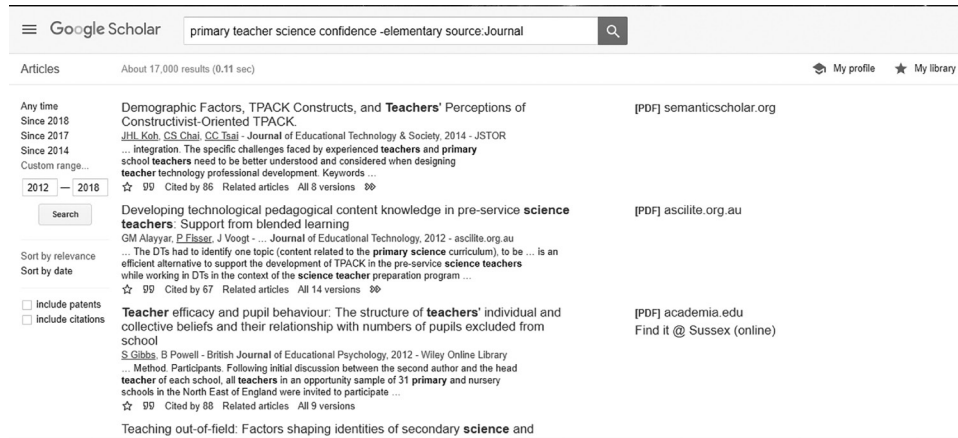 Google Scholar
primary teacher science confidence -elementary source:Journal
Articles
About 17,000 results (0.11 sec)
My profile
My library
Any time
Since 2018
Since 2017
Since 2014
Custom range...
2012 — 2018
Search
Sort by relevance
Sort by date
include patents
include citations
Demographic Factors, TPACK Constructs, and Teachers' Perceptions of
Constructivist-Oriented TPACK.
JHL Koh, CS Chai, CC Tsai - Journal of Educational Technology & Society, 2014 - JSTOR
... integration. The specific challenges faced by experienced teachers and primary
school teachers need to be better understood and considered when designing
teacher technology professional development. Keywords ...
Cited by 86 Related articles All 8 versions
[PDF] semanticscholar.org
Developing technological pedagogical content knowledge in pre-service science
teachers: Support from blended learning
GM Alayyar, P Fisser, J Voogt - ... Journal of Educational Technology, 2012 - ascilite.org.au
... The DTs had to identify one topic (content related to the primary science curriculum), to be ... is an
efficient alternative to support the development of TPACK in the pre-service science teachers
while working in DTs in the context of the science teacher preparation program ...
Cited by 67 Related articles All 14 versions
[PDF] ascilite.org.au
Teacher efficacy and pupil behaviour: The structure of teachers' individual and
collective beliefs and their relationship with numbers of pupils excluded from
school
S Gibbs, B Powell - British Journal of Educational Psychology, 2012 - Wiley Online Library
... Method. Participants. Following initial discussion between the second author and the head
teacher of each school, all teachers in an opportunity sample of 31 primary and nursery
schools in the North East of England were invited to participate ...
Cited by 88 Related articles All 9 versions
[PDF] academia.edu
Find it @ Sussex (online)
Teaching out-of-field: Factors shaping identities of secondary science and